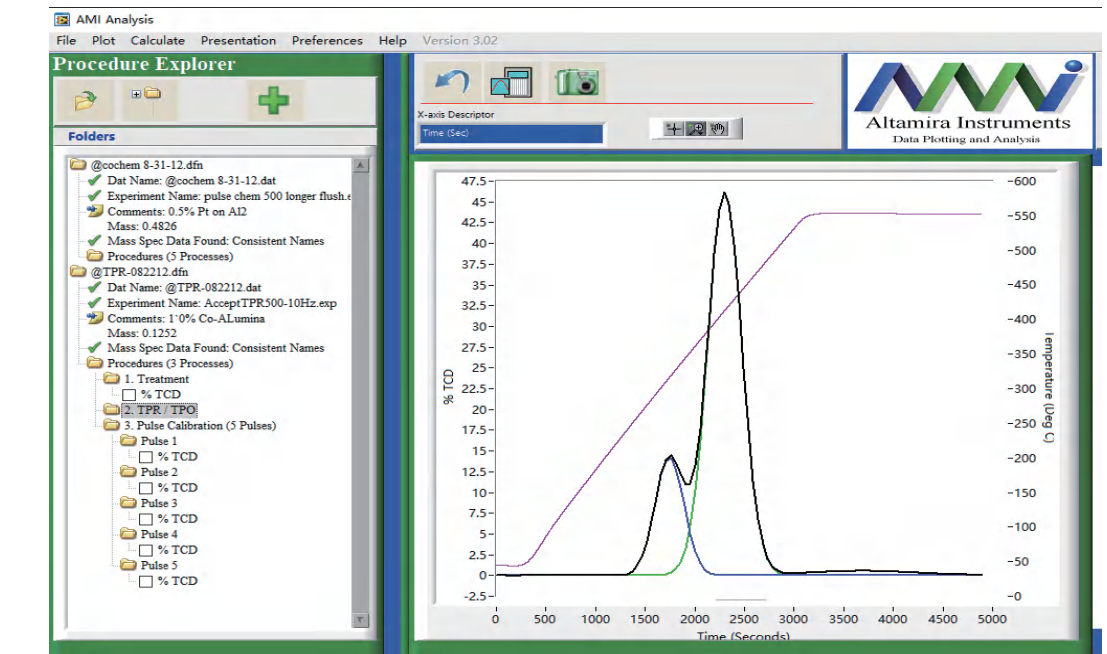 AMI Analysis
File Plot Calculate Presentation Preferences Help Version 3.02
Procedure Explorer
Folders
@cochem 8-31-12.dfn
Dat Name: @cochem 8-31-12.dat
Experiment Name: pulse chem 500 longer flush.e
Comments: 0.5% Pt on Al2
Mass: 0.4826
Mass Spec Data Found: Consistent Names
Procedures (5 Processes)
@TPR-082212.dfn
Dat Name: @TPR-082212.dat
Experiment Name: AcceptTPR500-10Hz.exp
Comments: 1`0% Co-ALumina
Mass: 0.1252
Mass Spec Data Found: Consistent Names
Procedures (3 Processes)
1. Treatment
% TCD
2. TPR / TPO
3. Pulse Calibration (5 Pulses)
Pulse 1
% TCD
Pulse 2
% TCD
Pulse 3
% TCD
Pulse 4
% TCD
Pulse 5
% TCD
X-axis Descriptor
Time (Sec)
Altamira Instruments
Data Plotting and Analysis
% TCD
47.5
45
42.5
40
37.5
35
32.5
30
27.5
25
22.5
20
17.5
15
12.5
10
7.5
5
2.5
0
-2.5
600
550
500
450
400
350
300
250
200
150
100
50
0
Temperature (Deg C)
0 500 1000 1500 2000 2500 3000 3500 4000 4500 5000
Time (Seconds)